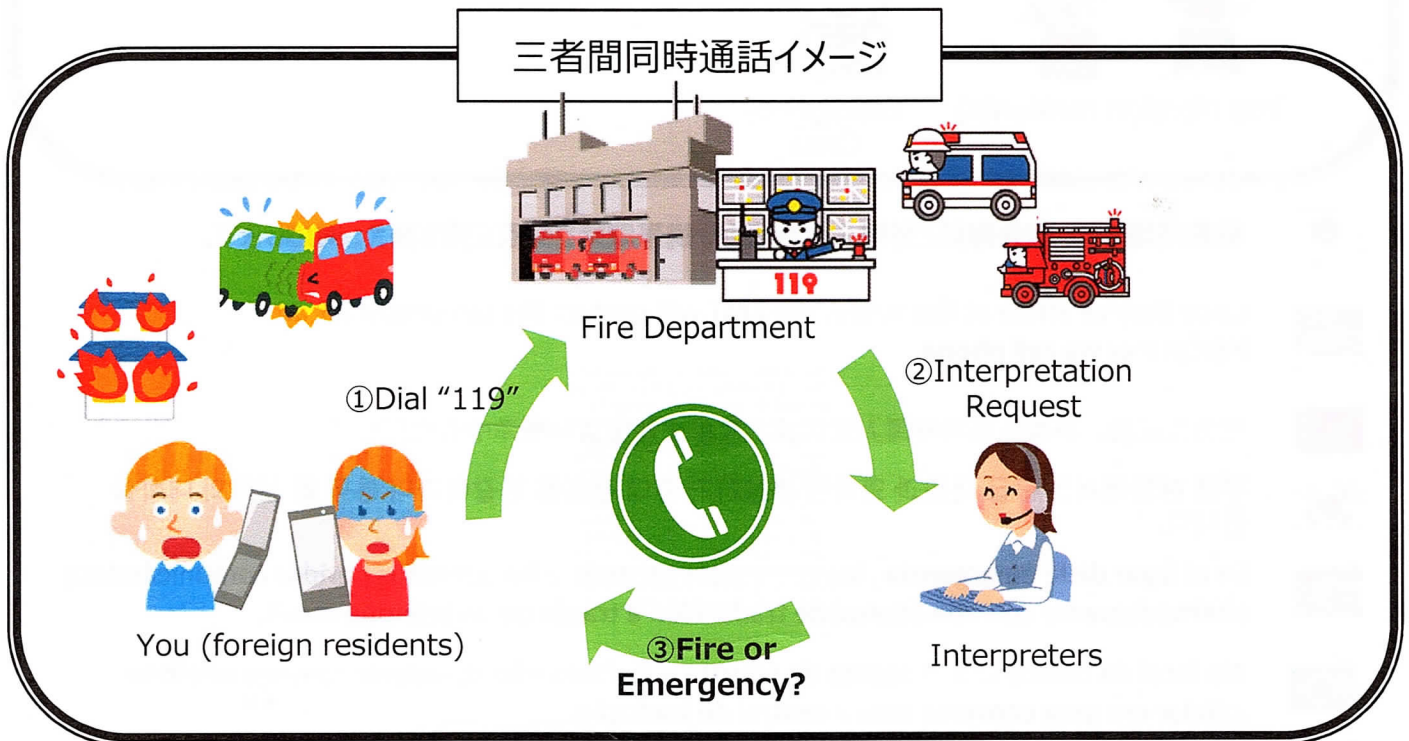 三者間同時通話イメージ
119
Fire Department
①Dial “119”
②Interpretation
Request
You (foreign residents)
③Fire or
Emergency?
Interpreters